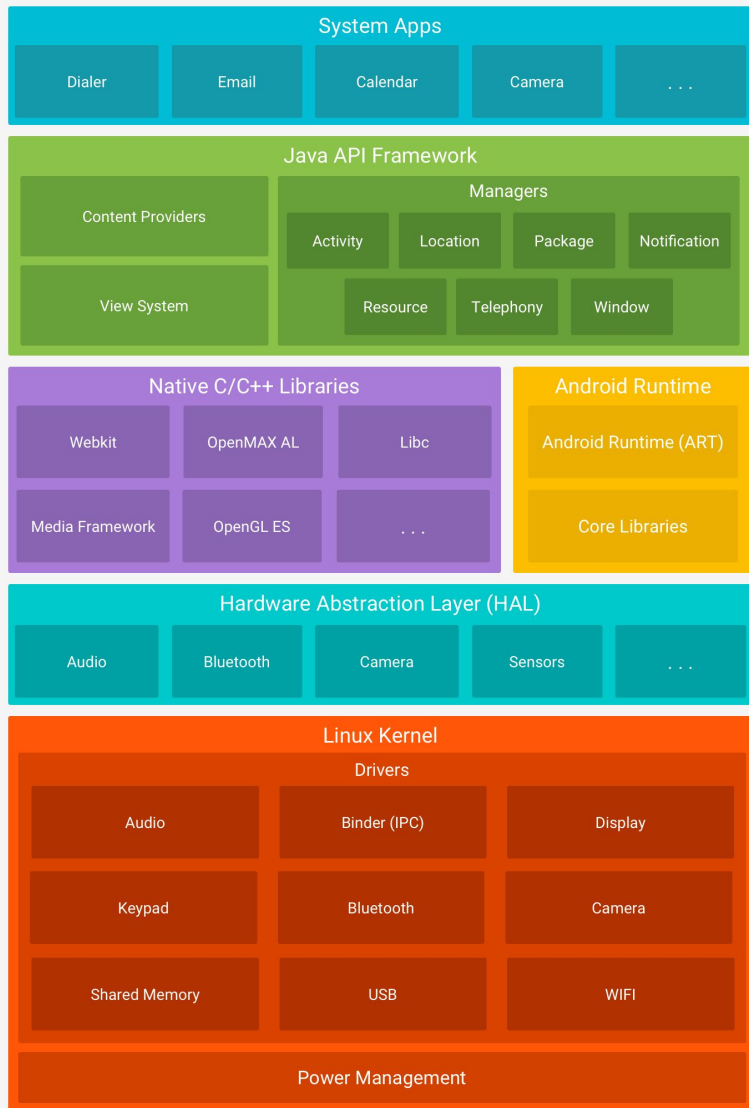 System Apps
Dialer
Email
Calendar
Camera
. . .
Java API Framework
Content Providers
View System
Managers
Activity
Location
Package
Notification
Resource
Telephony
Window
Native C/C++ Libraries
Webkit
OpenMAX AL
Libc
Media Framework
OpenGL ES
. . .
Android Runtime
Android Runtime (ART)
Core Libraries
Hardware Abstraction Layer (HAL)
Audio
Bluetooth
Camera
Sensors
. . .
Linux Kernel
Drivers
Audio
Binder (IPC)
Display
Keypad
Bluetooth
Camera
Shared Memory
USB
WIFI
Power Management